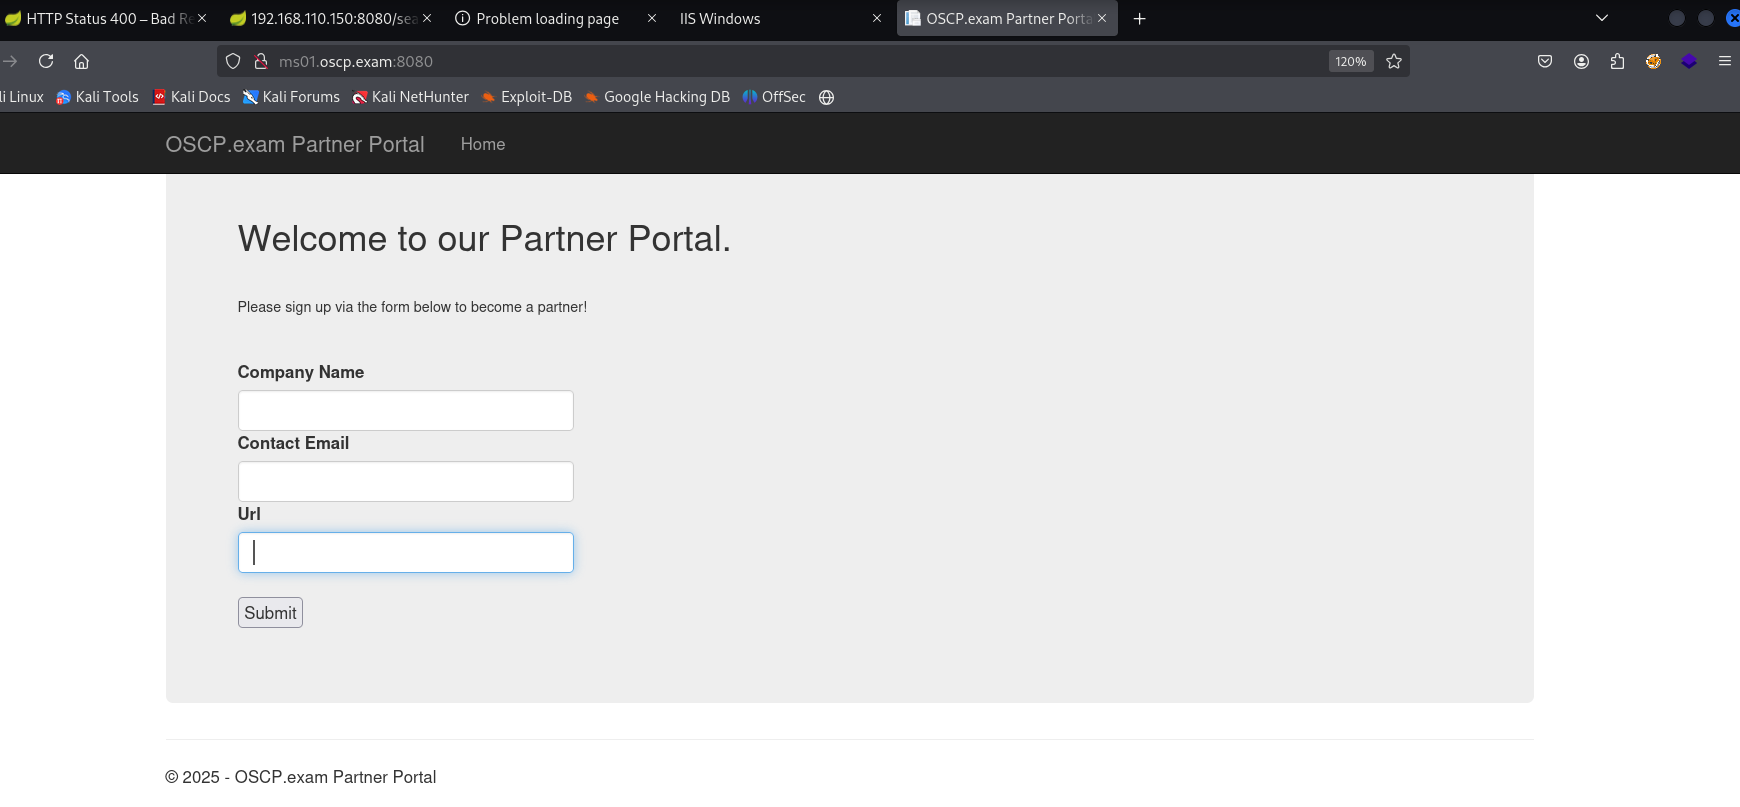 HTTP Status 400 – Bad Re
192.168.110.150:8080/sea
Problem loading page
IIS Windows
OSCP.exam Partner Porta
ms01.oscp.exam:8080
120%
li Linux
Kali Tools
Kali Docs
Kali Forums
Kali NetHunter
Exploit-DB
Google Hacking DB
OffSec
OSCP.exam Partner Portal
Home
Welcome to our Partner Portal.
Please sign up via the form below to become a partner!
Company Name
Contact Email
Url
Submit
© 2025 - OSCP.exam Partner Portal